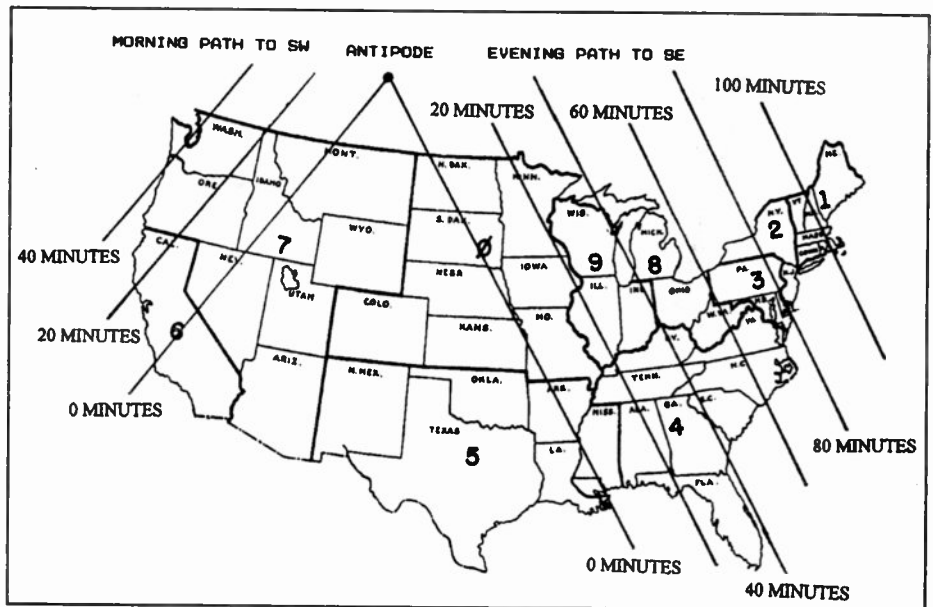 MORNING PATH TO SW
ANTIPODE
EVENING PATH TO SE
20 MINUTES
60 MINUTES
100 MINUTES
WASH.
MONT.
N. DAK.
MINN.
ME.
ORE.
IDAHO
S. DAK.
WIS.
MICH.
N.Y.
VT.
1
2
MASS.
CONN.
7
WYO.
Ø
9
8
PA.
N.J.
3
CAL.
NEV.
NEBR
IOWA
ILL.
IND.
OHIO
40 MINUTES
UTAH
COLO.
W.VA.
VA.
KANS.
MO.
KY.
6
20 MINUTES
ARIZ.
N.MEX.
OKLA.
ARK.
TENN.
N.C.
0 MINUTES
TEXAS
MISS.
ALA.
GA.
S.C.
5
LA.
4
80 MINUTES
FLA.
0 MINUTES
40 MINUTES